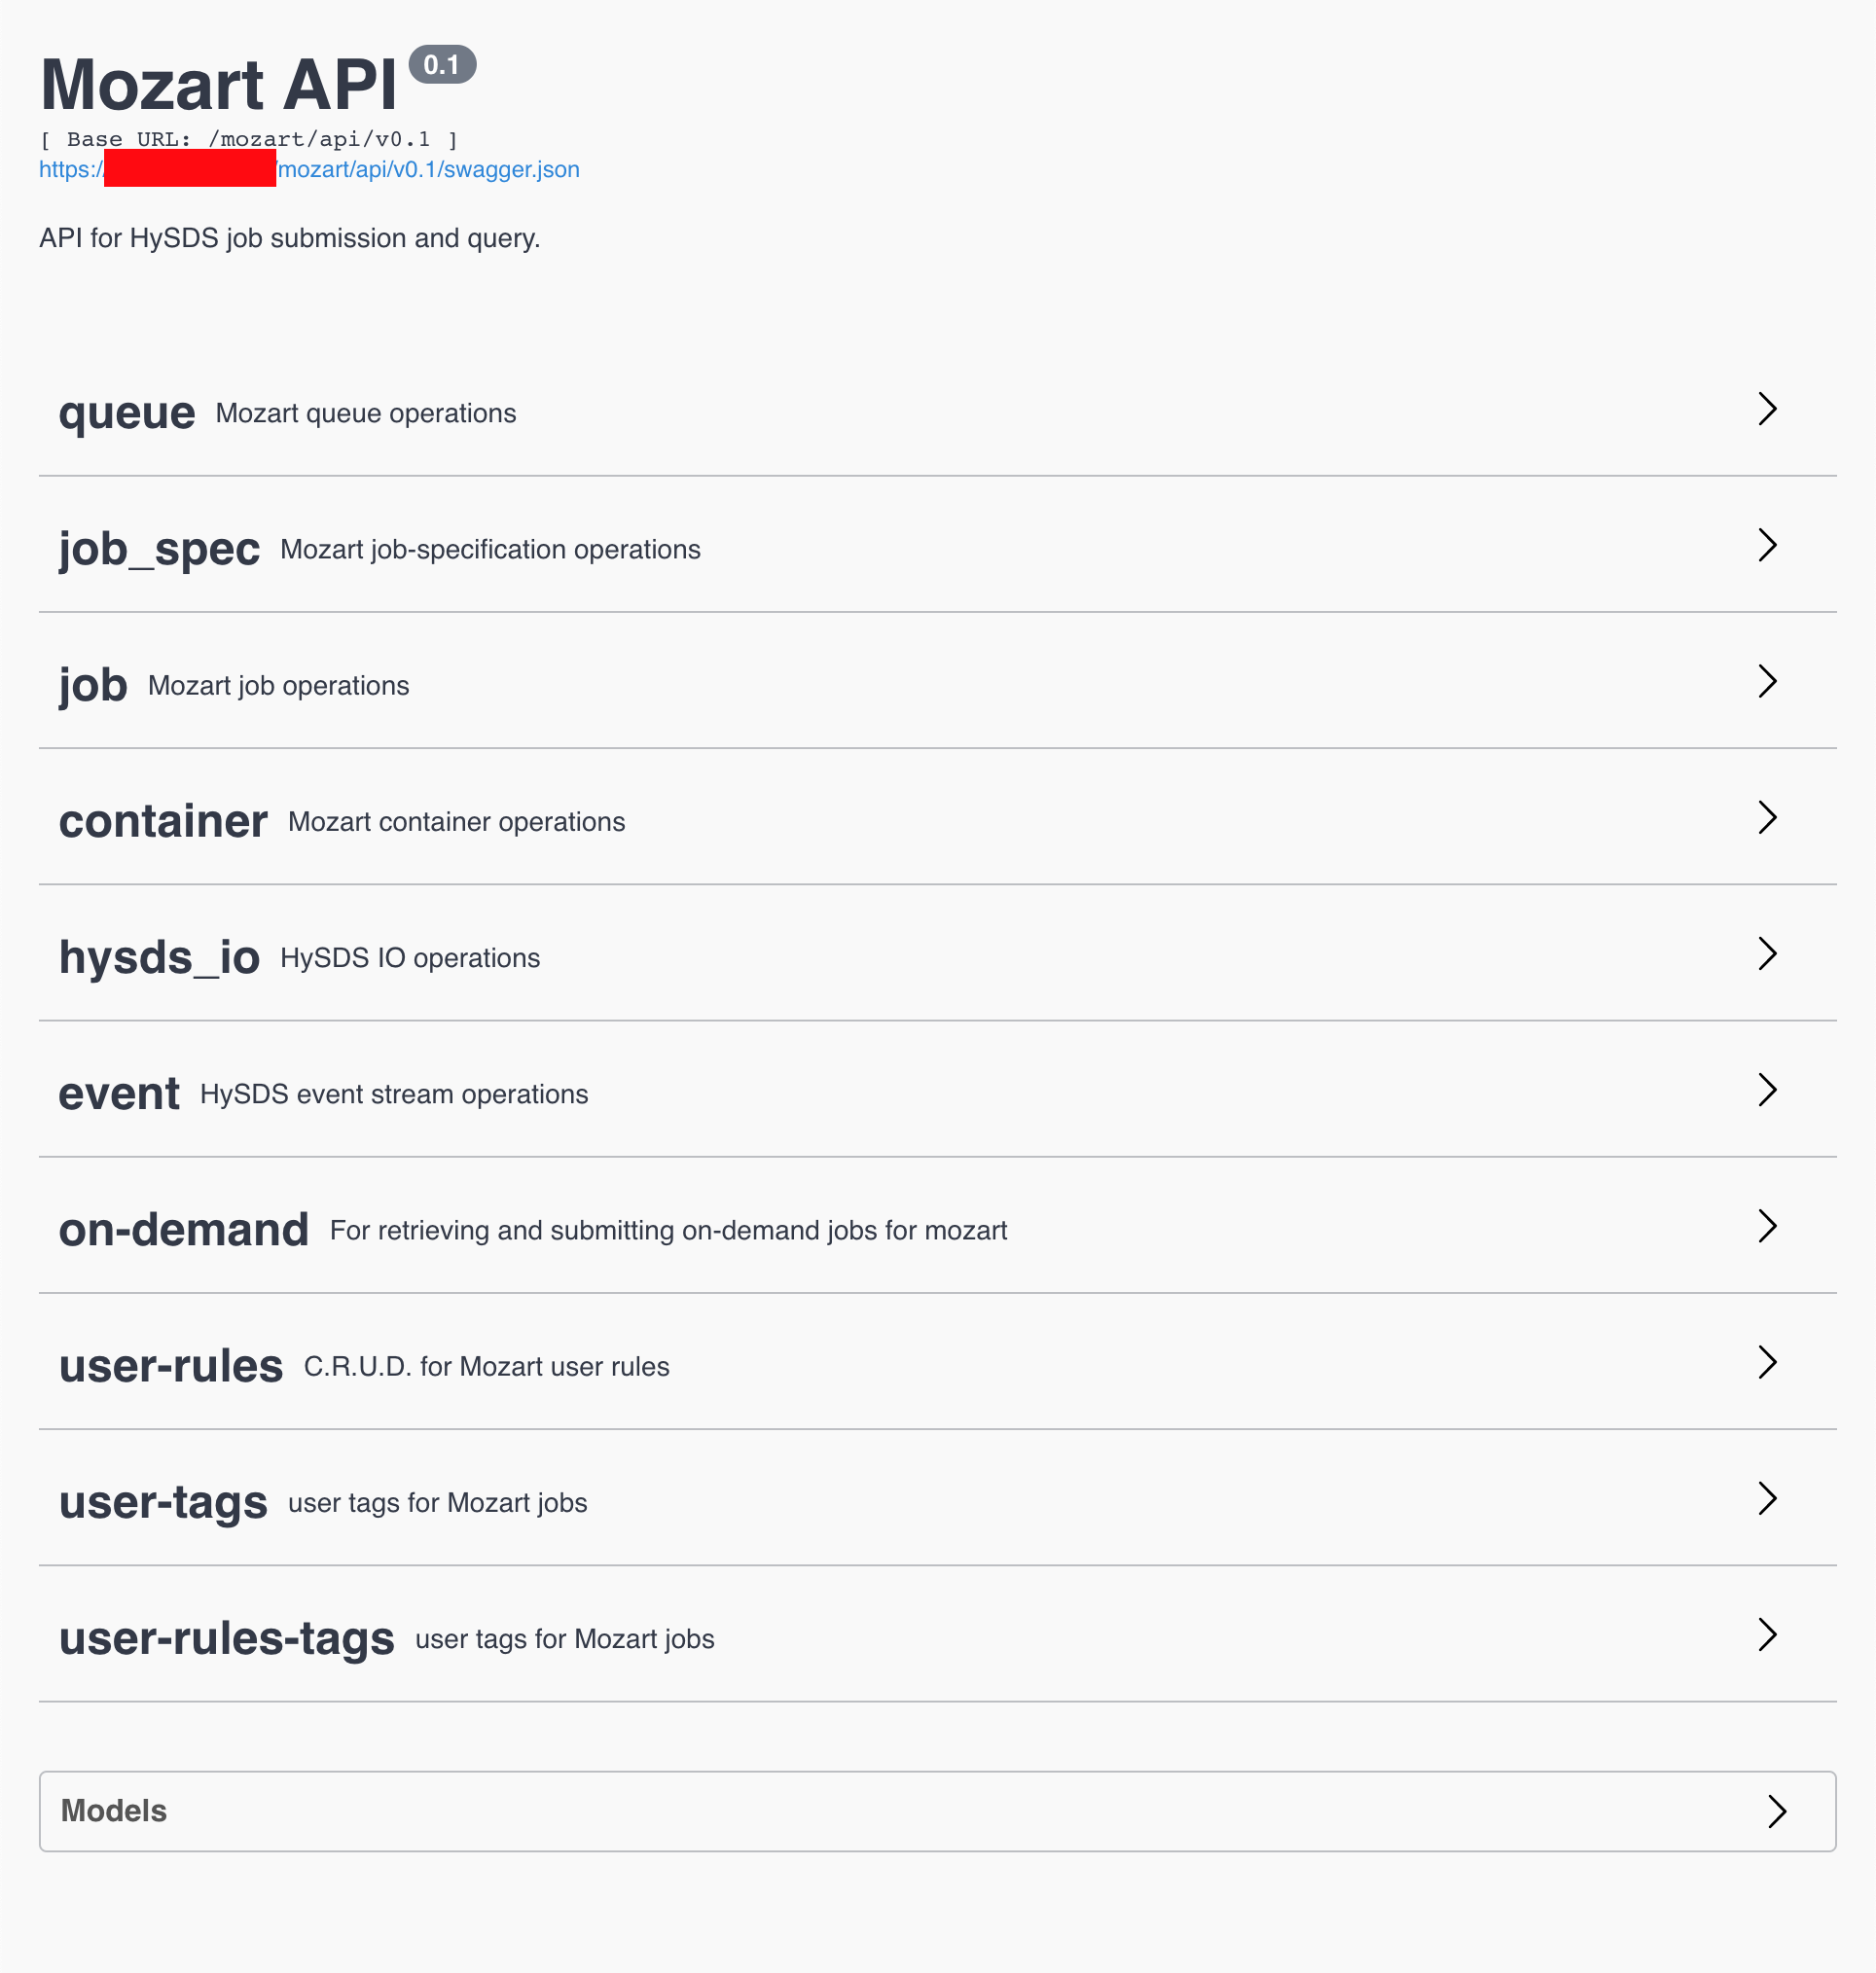 Mozart API 0.1
[ Base URL: /mozart/api/v0.1 ]
https:/ /mozart/api/v0.1/swagger.json
API for HySDS job submission and query.
queue Mozart queue operations
job_spec Mozart job-specification operations
job Mozart job operations
container Mozart container operations
hysds_io HySDS IO operations
event HySDS event stream operations
on-demand For retrieving and submitting on-demand jobs for mozart
user-rules C.R.U.D. for Mozart user rules
user-tags user tags for Mozart jobs
user-rules-tags user tags for Mozart jobs
Models